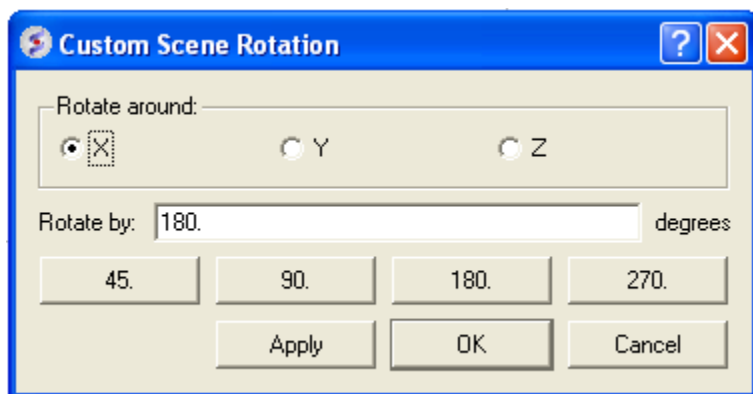 Custom Scene Rotation
Rotate around:
X Y Z
Rotate by: 180. degrees
45. 90. 180. 270.
Apply OK Cancel